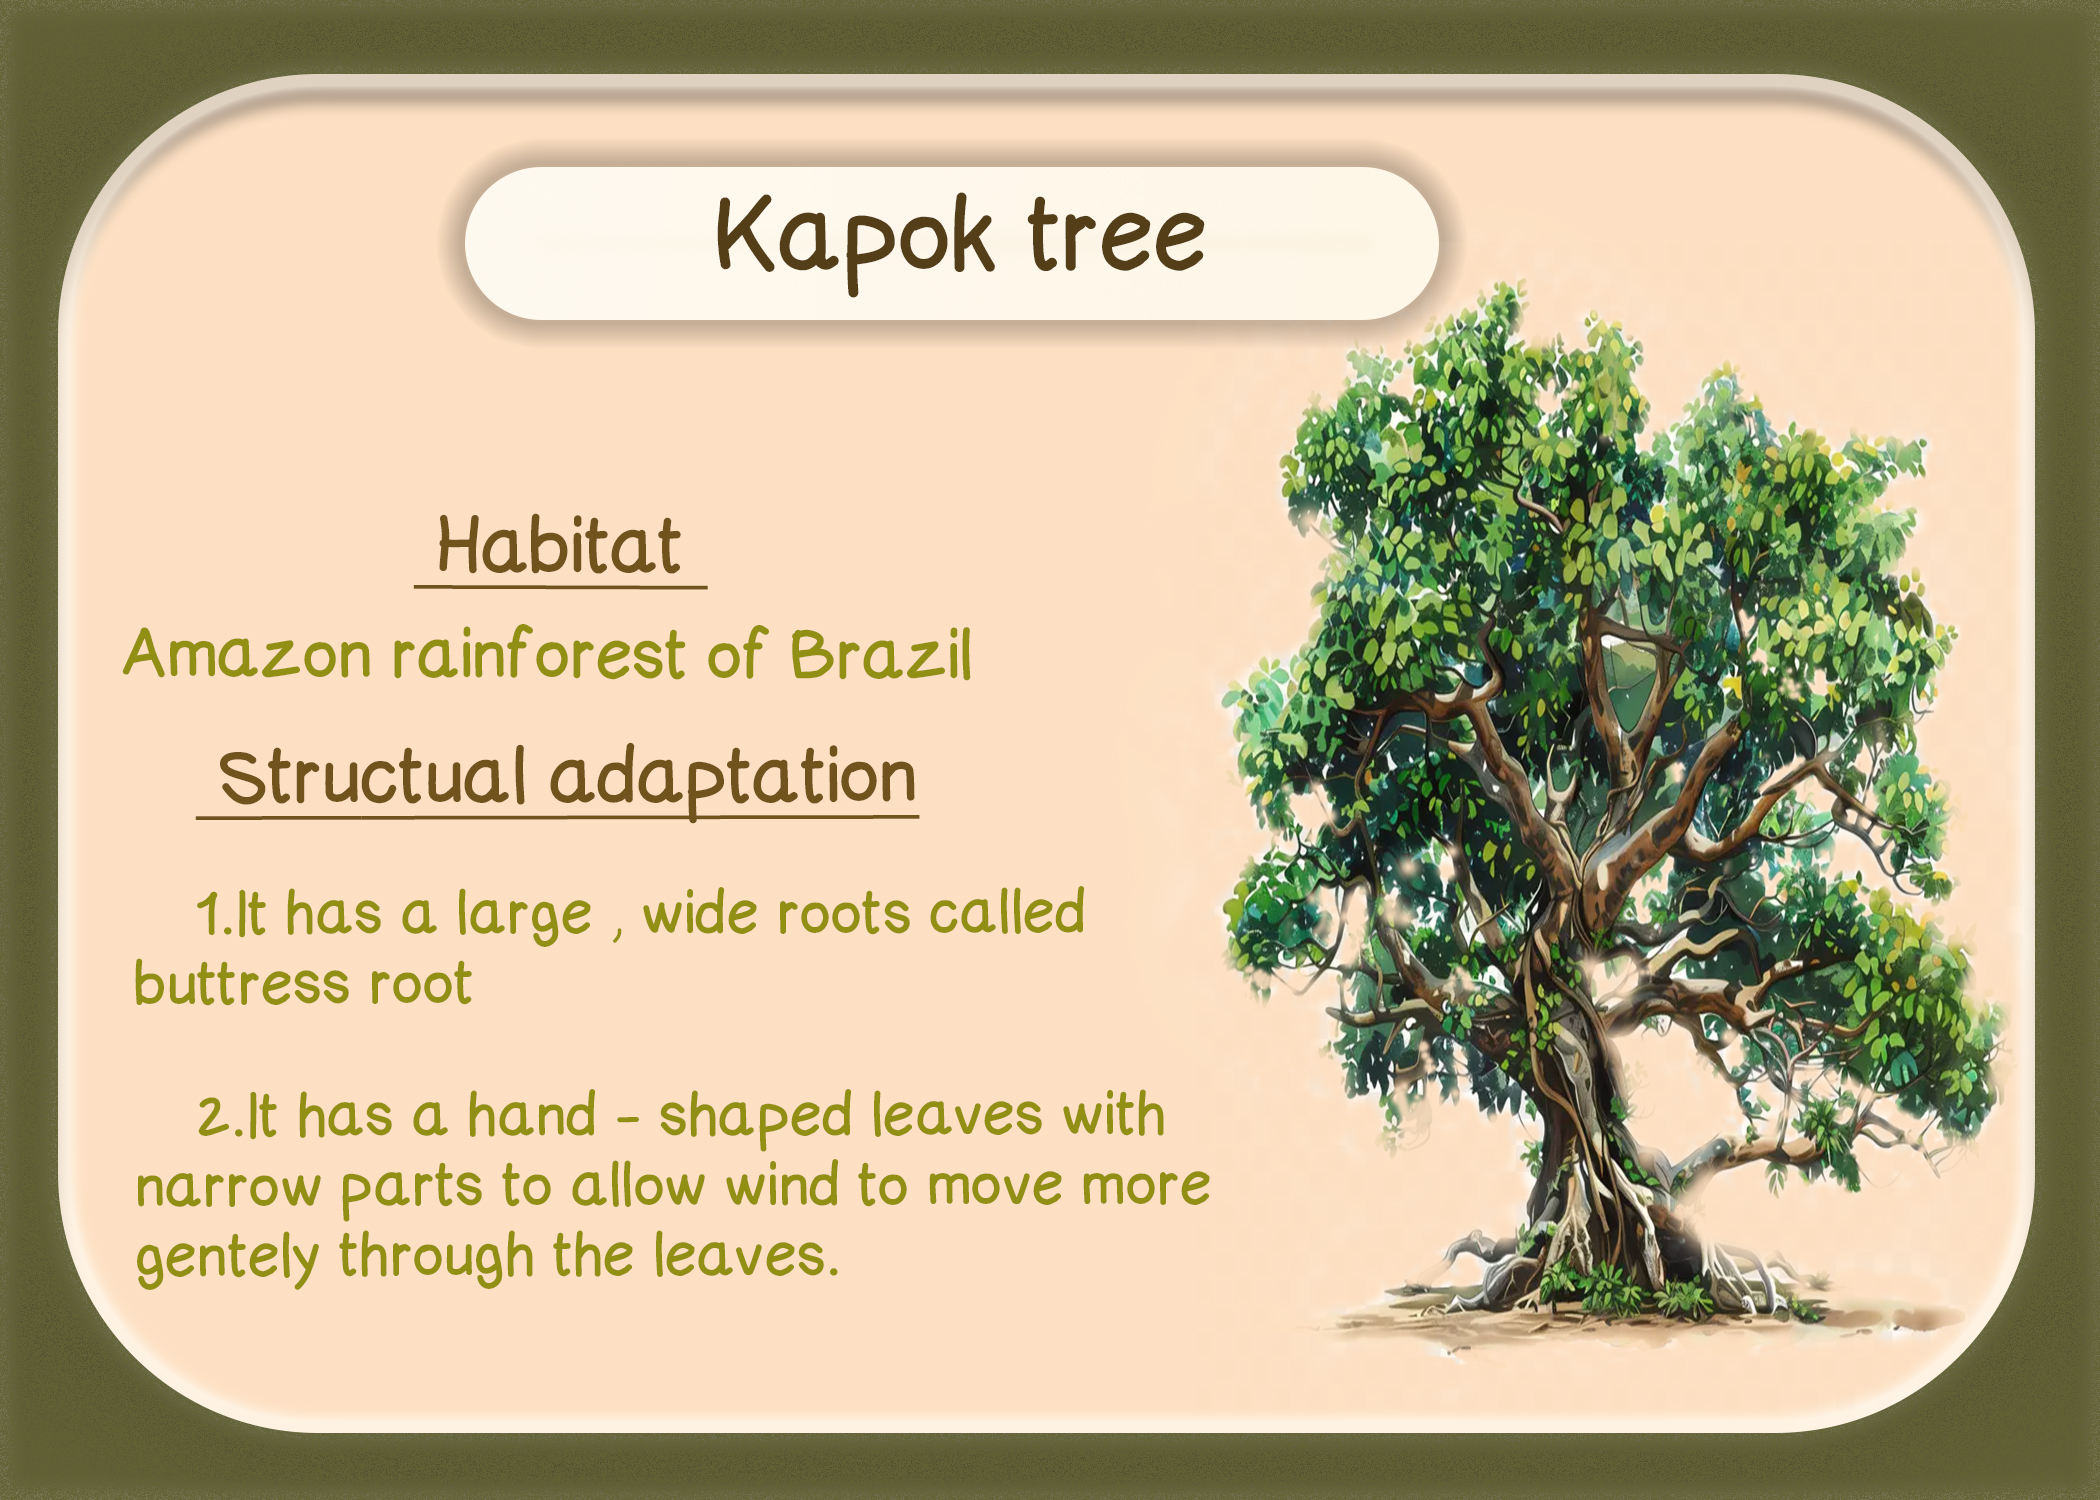 Kapok tree
Habitat
Amazon rainforest of Brazil
Structual adaptation
1.It has a large , wide roots called
buttress root
2.It has a hand - shaped leaves with
narrow parts to allow wind to move more
gentely through the leaves.